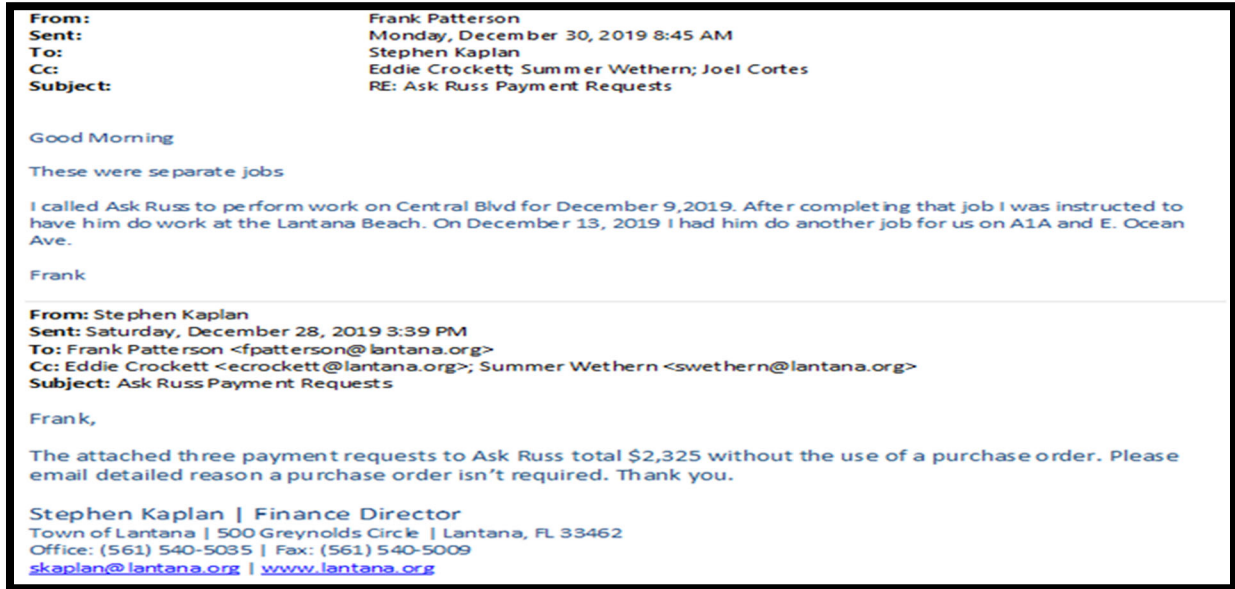 From: Frank Patterson
Sent: Monday, December 30, 2019 8:45 AM
To: Stephen Kaplan
Cc: Eddie Crockett; Summer Wethern; Joel Cortes
Subject: RE: Ask Russ Payment Requests
Good Morning
These were separate jobs
I called Ask Russ to perform work on Central Blvd for December 9,2019. After completing that job I was instructed to
have him do work at the Lantana Beach. On December 13, 2019 I had him do another job for us on A1A and E. Ocean
Ave.
Frank
From: Stephen Kaplan
Sent: Saturday, December 28, 2019 3:39 PM
To: Frank Patterson <fpatterson@lantana.org>
Cc: Eddie Crockett <ecrockett@lantana.org>; Summer Wethern <swethern@lantana.org>
Subject: Ask Russ Payment Requests
Frank,
The attached three payment requests to Ask Russ total $2,325 without the use of a purchase order. Please
email detailed reason a purchase order isn't required. Thank you.
Stephen Kaplan | Finance Director
Town of Lantana | 500 Greynolds Circle | Lantana, FL 33462
Office: (561) 540-5035 | Fax: (561) 540-5009
skaplan@lantana.org | www.lantana.org